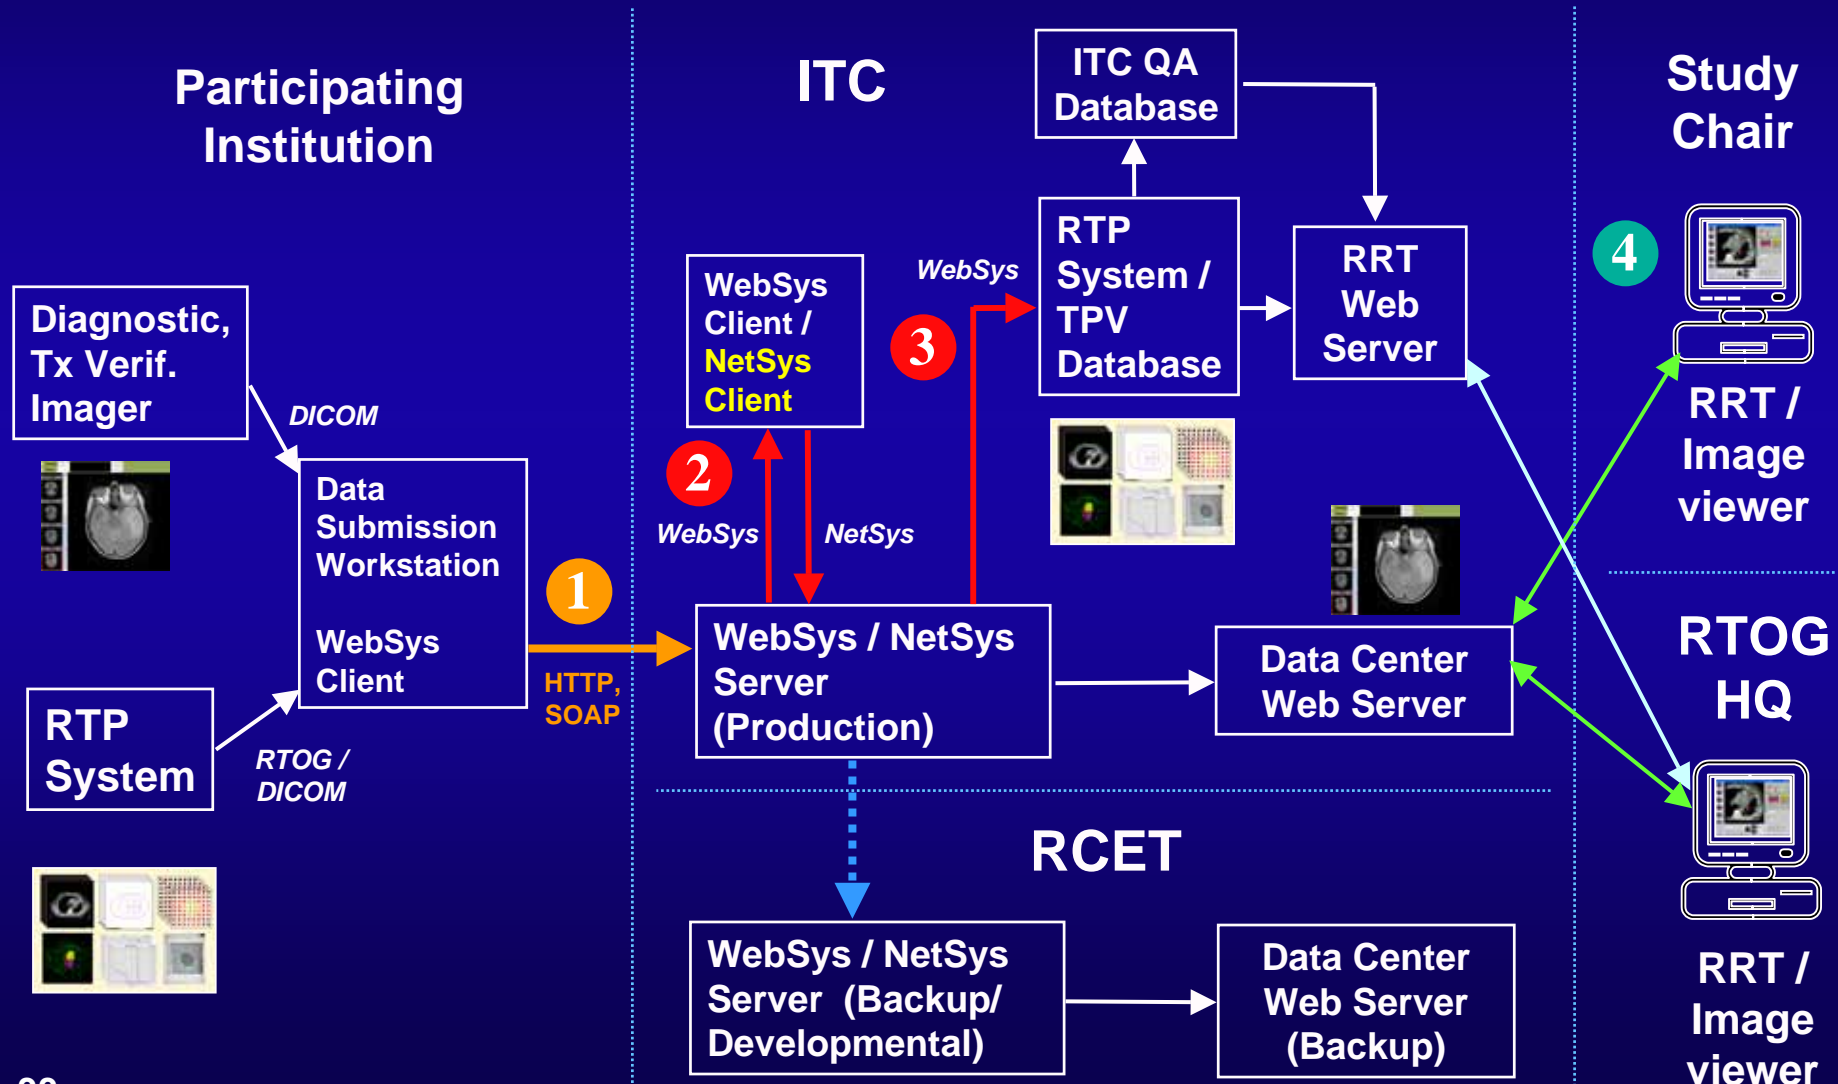 Participating
Institution
Diagnostic,
Tx Verif.
Imager
DICOM
Data
Submission
Workstation
WebSys
Client
RTP
System
RTOG /
DICOM
1
HTTP,
SOAP
ITC
WebSys
Client /
NetSys
Client
2
WebSys
NetSys
3
WebSys
ITC QA
Database
RTP
System /
TPV
Database
RRT
Web
Server
WebSys / NetSys
Server
(Production)
Data Center
Web Server
RCET
WebSys / NetSys
Server (Backup/
Developmental)
Data Center
Web Server
(Backup)
Study
Chair
4
RRT /
Image
viewer
RTOG
HQ
RRT /
Image
viewer